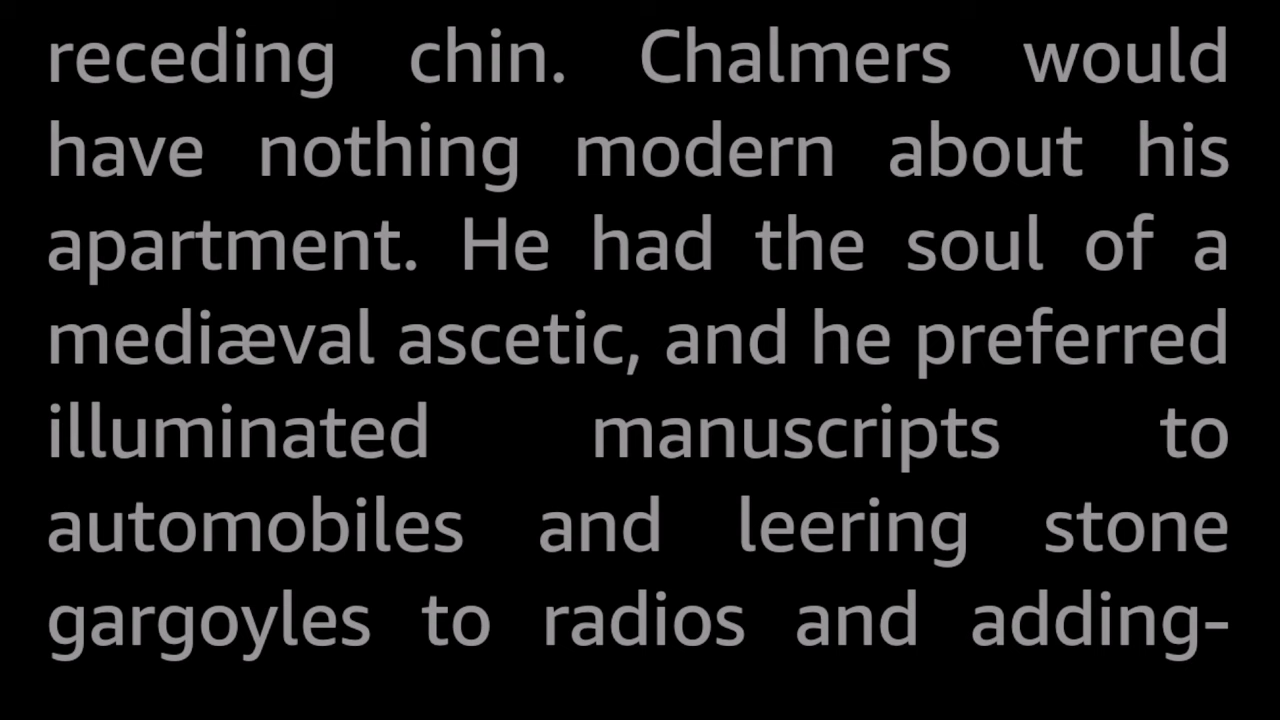 receding chin. Chalmers would
have nothing modern about his
apartment. He had the soul of a
mediæval ascetic, and he preferred
illuminated manuscripts to
automobiles and leering stone
gargoyles to radios and adding-